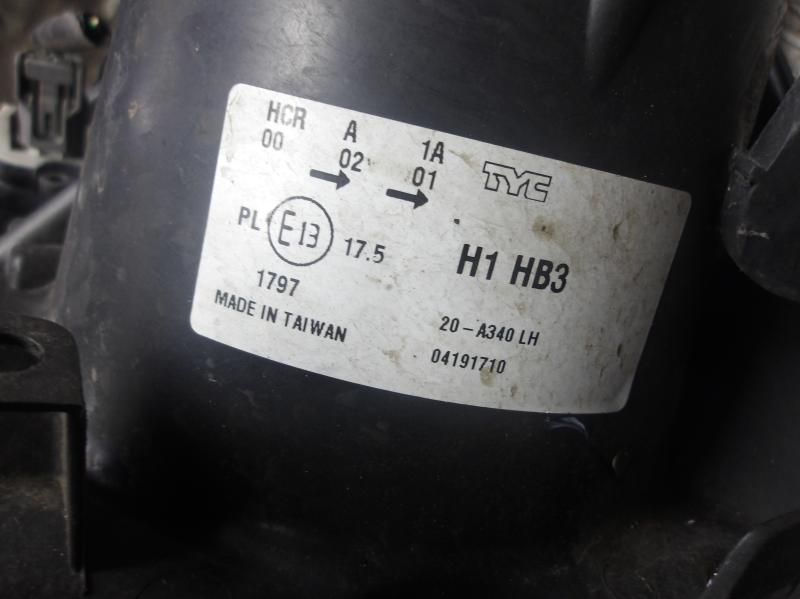 HCR A 1A TYC
00 02 01
→ →
PL E13 17.5 H1 HB3
1797
MADE IN TAIWAN
20-A340 LH
04191710